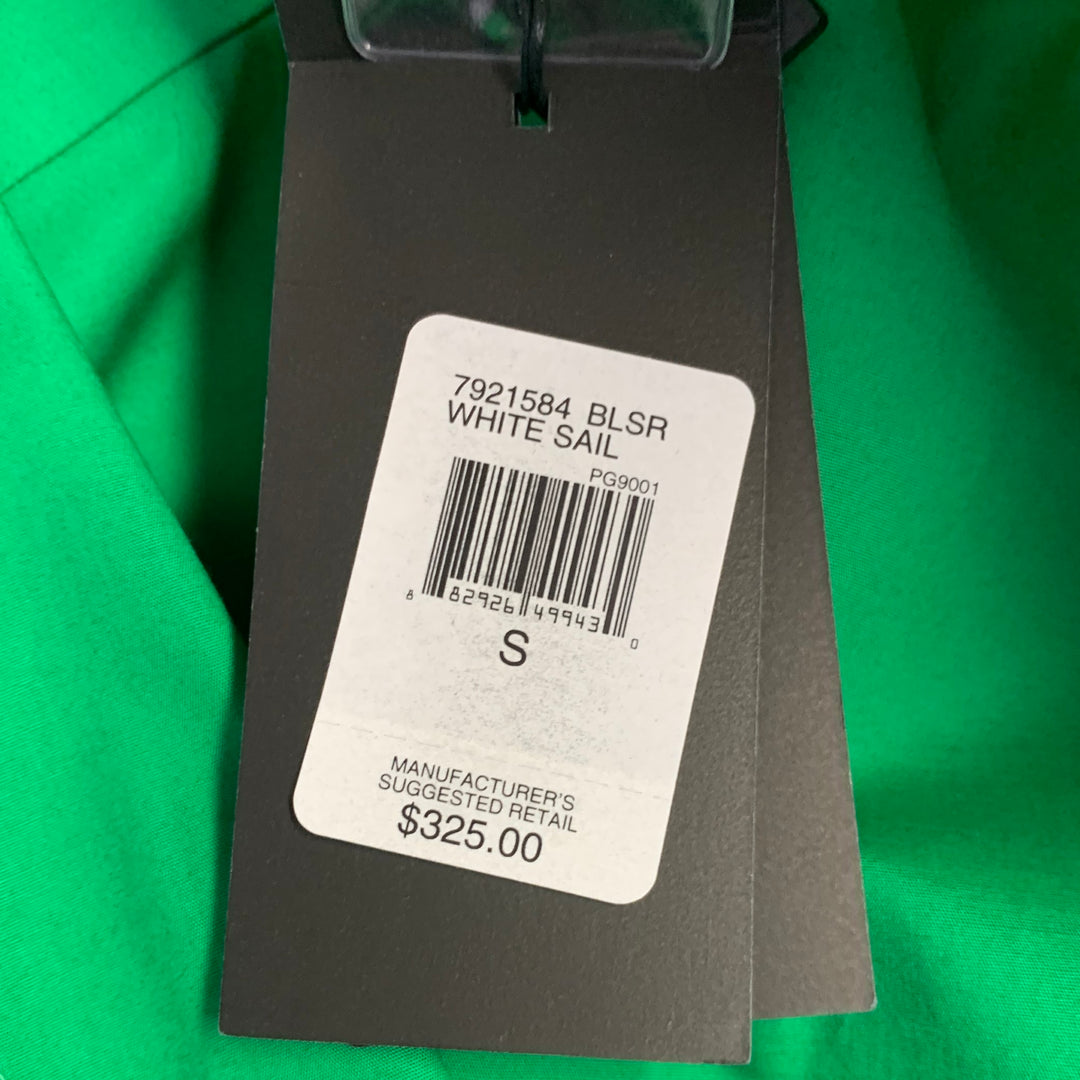 7921584 BLSR
WHITE SAIL
PG9001
8 82926 49943 0
S
MANUFACTURER'S
SUGGESTED RETAIL
$325.00